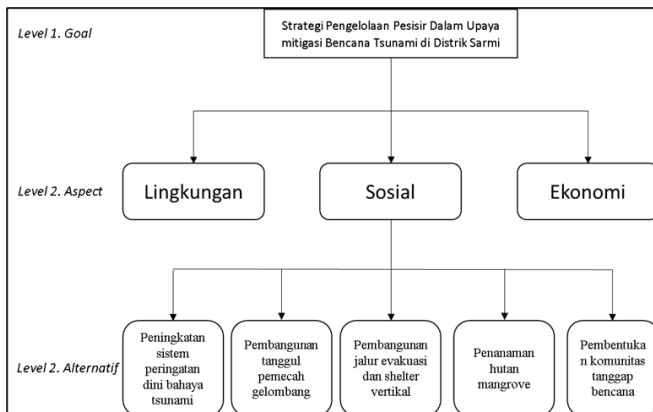 Level 1. Goal
Strategi Pengelolaan Pesisir Dalam Upaya
mitigasi Bencana Tsunami di Distrik Sarmi
Level 2. Aspect
Lingkungan
Sosial
Ekonomi
Level 2. Alternatif
Peningkatan
sistem
peringatan
dini bahaya
tsunami
Pembangunan
tanggul
pemecah
gelombang
Pembangunan
jalur evakuasi
dan shelter
vertikal
Penanaman
hutan
mangrove
Pembentuka
n komunitas
tanggap
bencana